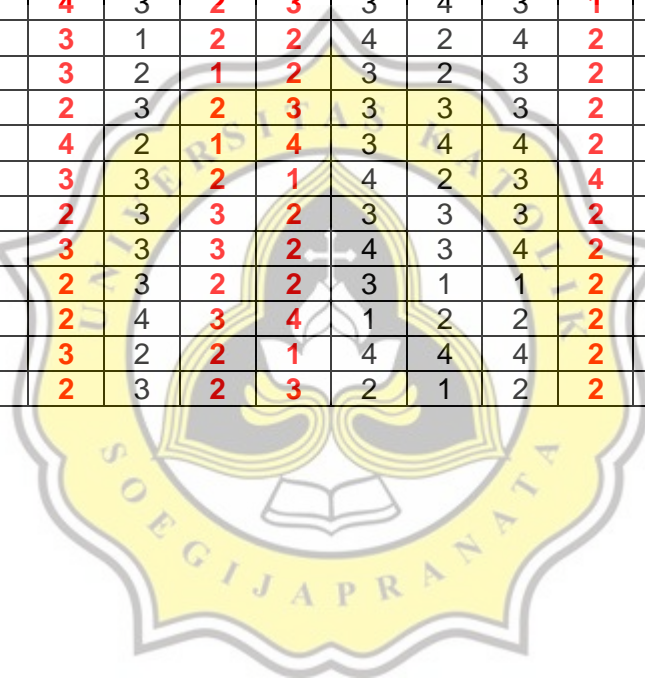 4 3 2 3 3 4 3 1
3 1 2 2 4 2 4 2
3 2 1 2 3 2 3 2
2 3 2 3 3 3 3 2
4 2 1 4 3 4 4 2
3 3 2 1 4 2 3 4
2 3 3 2 3 3 3 2
3 3 3 2 4 3 4 2
2 3 2 2 3 1 1 2
2 4 3 4 1 2 2 2
3 2 2 1 4 4 4 2
2 3 2 3 2 1 2 2
UNIVERSITAS KATOLIK
SOEGIJAPRANATA